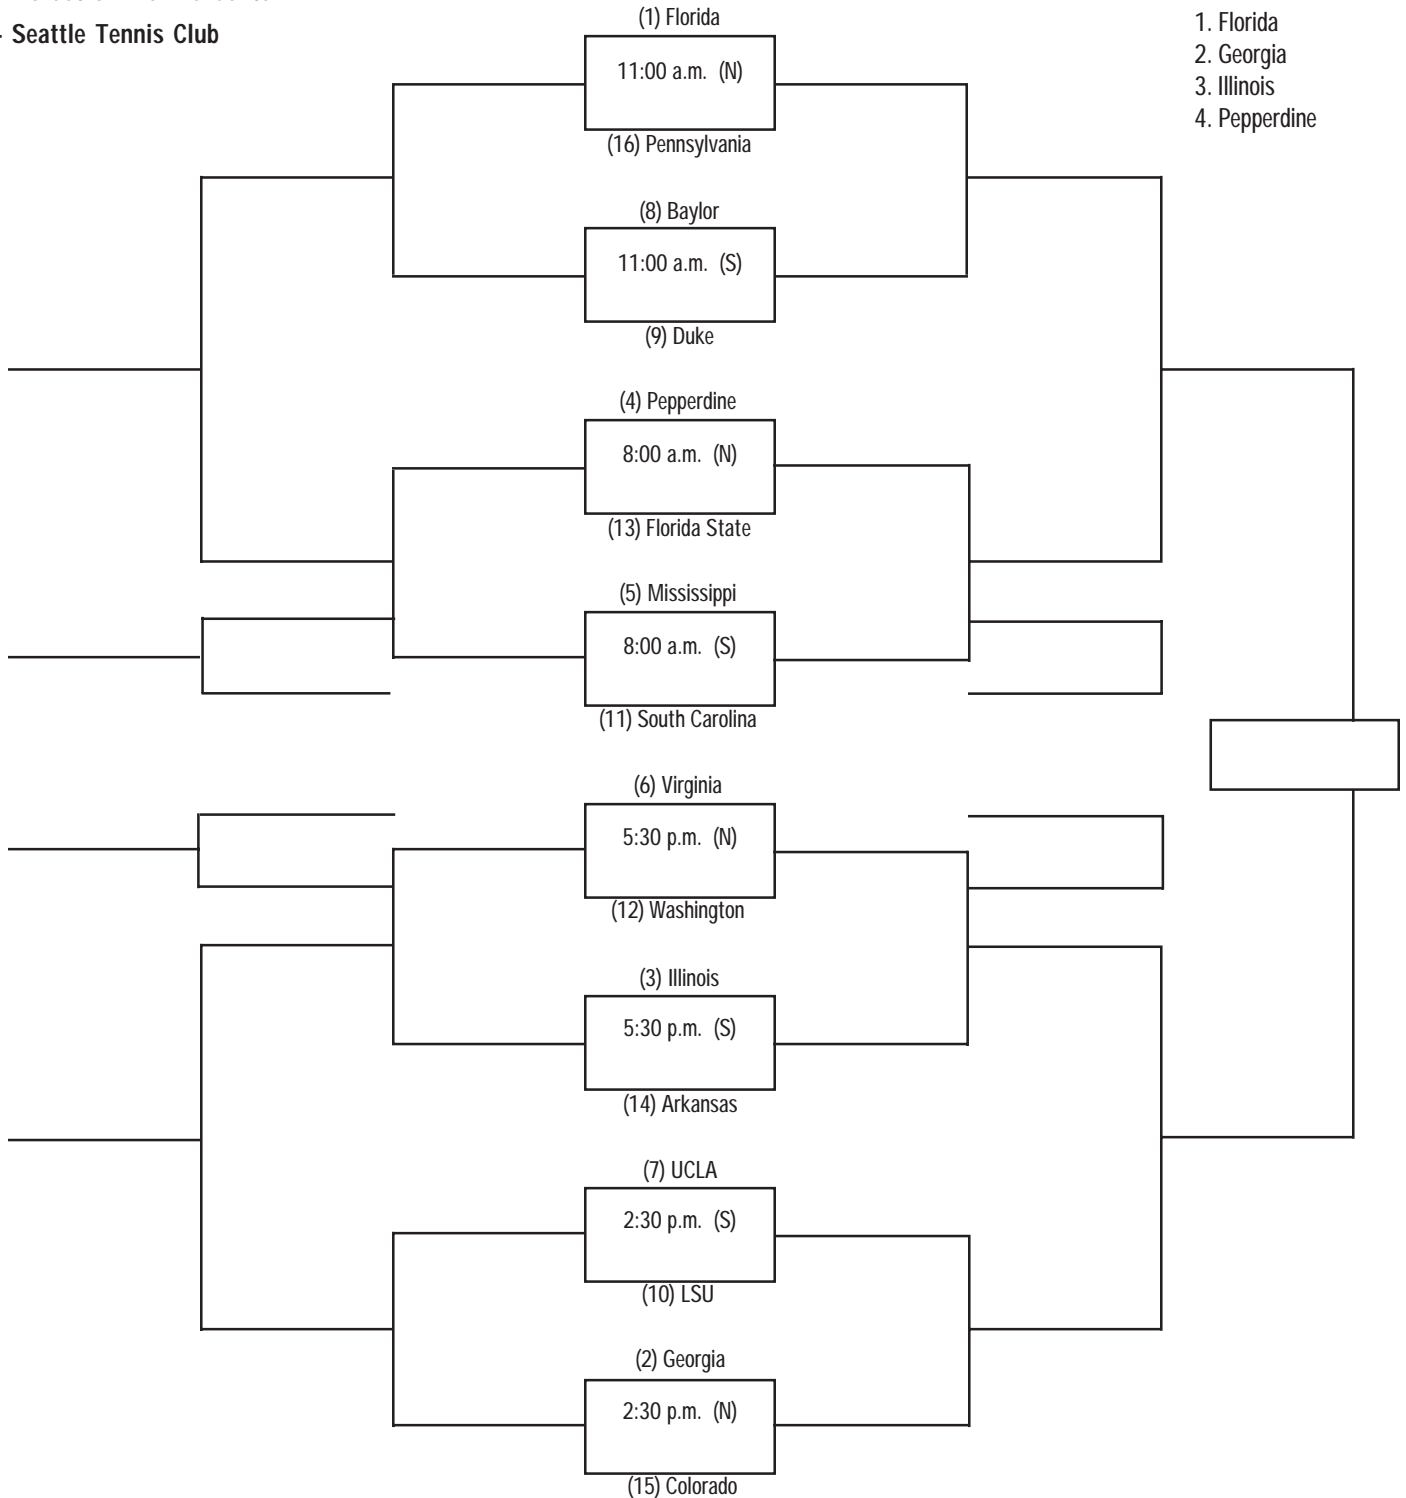 - Seattle Tennis Club
1. Florida
2. Georgia
3. Illinois
4. Pepperdine
(1) Florida
11:00 a.m. (N)
(16) Pennsylvania
(8) Baylor
11:00 a.m. (S)
(9) Duke
(4) Pepperdine
8:00 a.m. (N)
(13) Florida State
(5) Mississippi
8:00 a.m. (S)
(11) South Carolina
(6) Virginia
5:30 p.m. (N)
(12) Washington
(3) Illinois
5:30 p.m. (S)
(14) Arkansas
(7) UCLA
2:30 p.m. (S)
(10) LSU
(2) Georgia
2:30 p.m. (N)
(15) Colorado